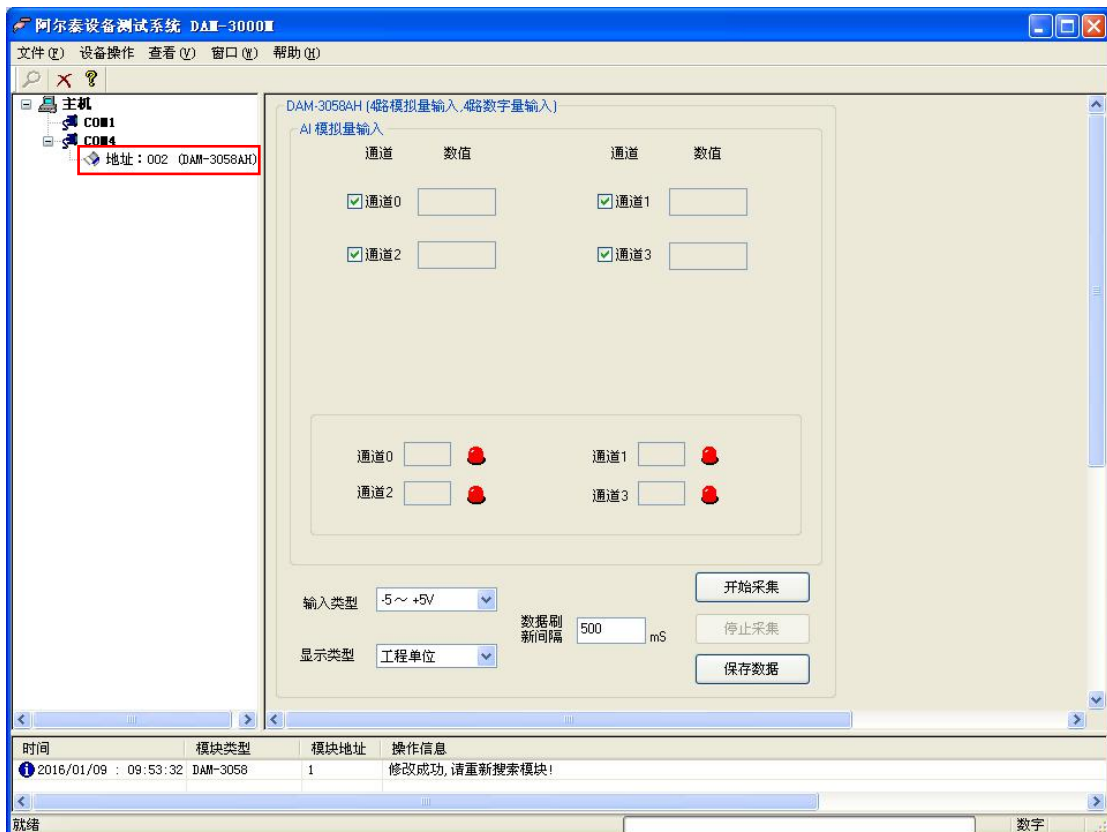 阿尔泰设备测试系统 DAM-3000M
文件(F) 设备操作 查看(V) 窗口(W) 帮助(H)
主机
COM1
COM4
地址：002 (DAM-3058AH)
DAM-3058AH (4路模拟量输入,4路数字量输入)
AI 模拟量输入
通道 数值 通道 数值
通道0 通道1
通道2 通道3
通道0 通道1
通道2 通道3
输入类型 -5～ +5V
数据刷新间隔 500 mS
显示类型 工程单位
开始采集
停止采集
保存数据
时间 模块类型 模块地址 操作信息
2016/01/09 : 09:53:32 DAM-3058 1 修改成功,请重新搜索模块!
就绪 数字